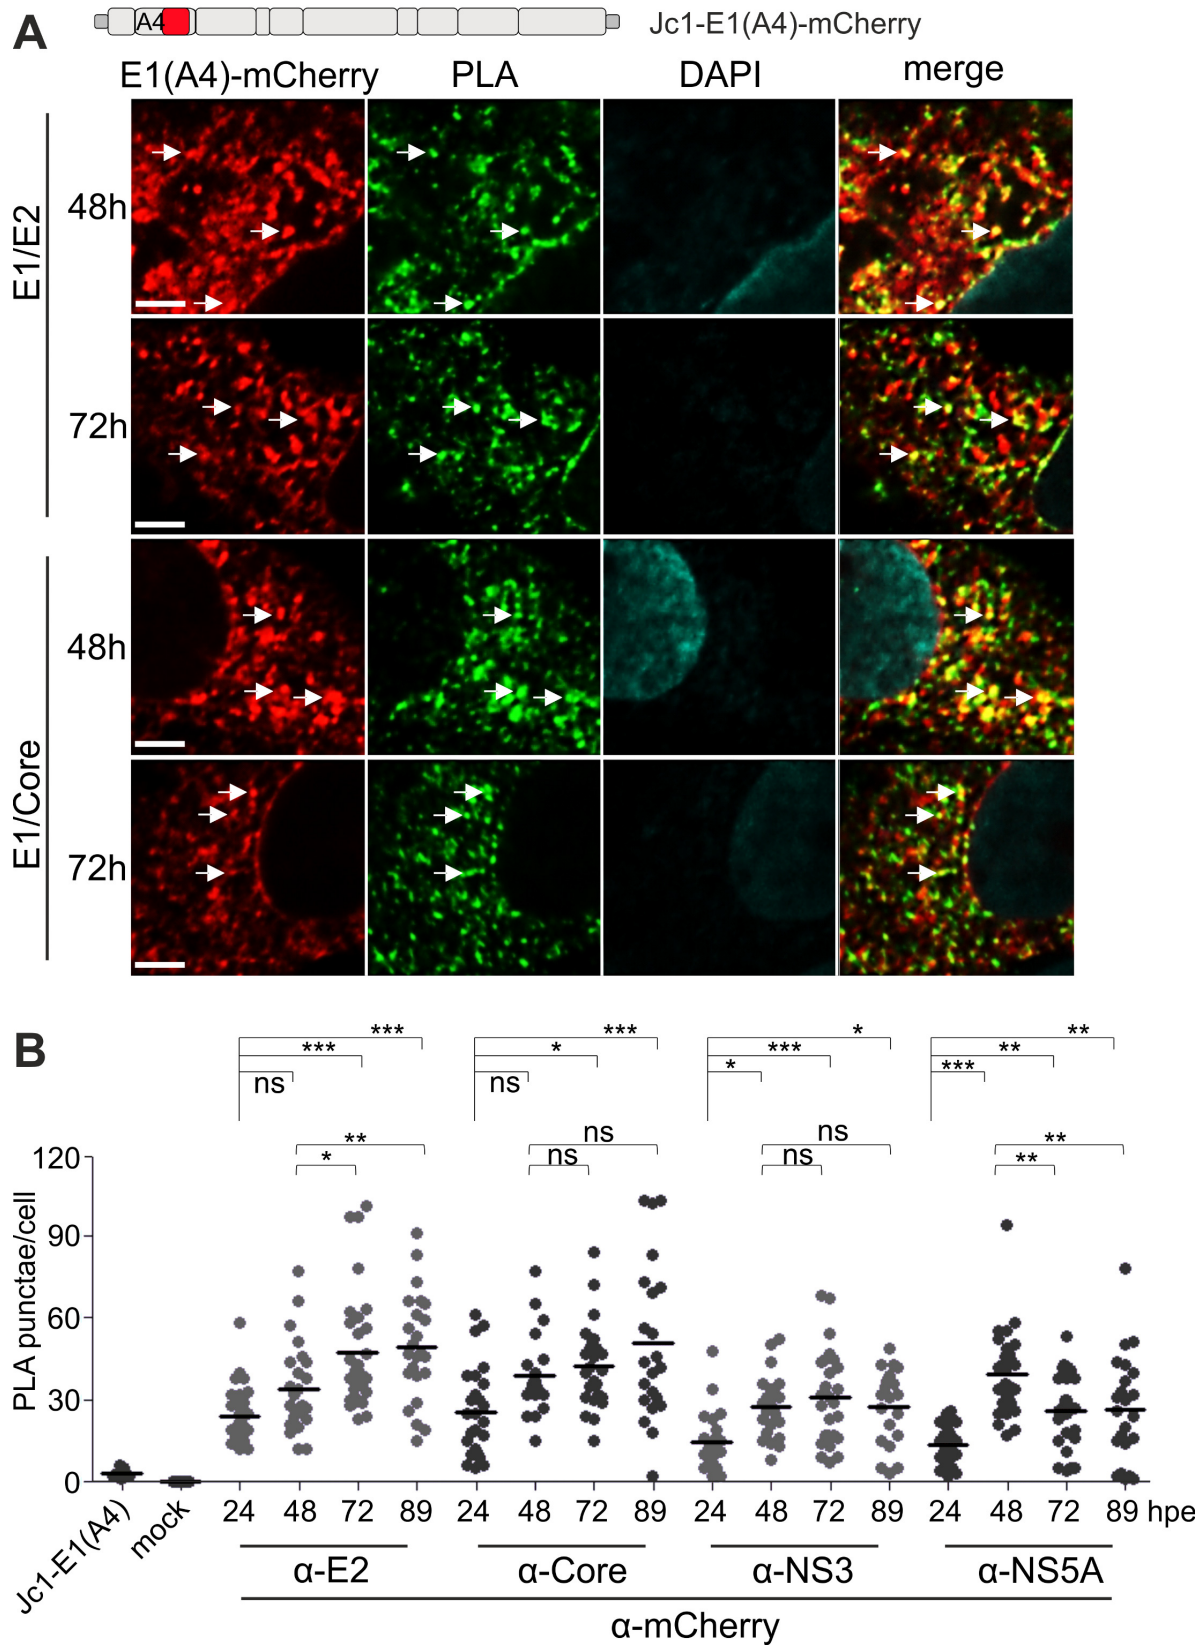 A
A4
Jc1-E1(A4)-mCherry
E1(A4)-mCherry PLA DAPI merge
E1/E2
48h
72h
E1/Core
48h
72h
B
*** *** *** ns
*** * ns
* *** *
** ** ***
** *
ns ns
ns ns
** **
PLA punctae/cell
120
90
60
30
0
Jc1-E1(A4) mock 24 48 72 89 24 48 72 89 24 48 72 89 24 48 72 89 hpe
α-E2 α-Core α-NS3 α-NS5A
α-mCherry